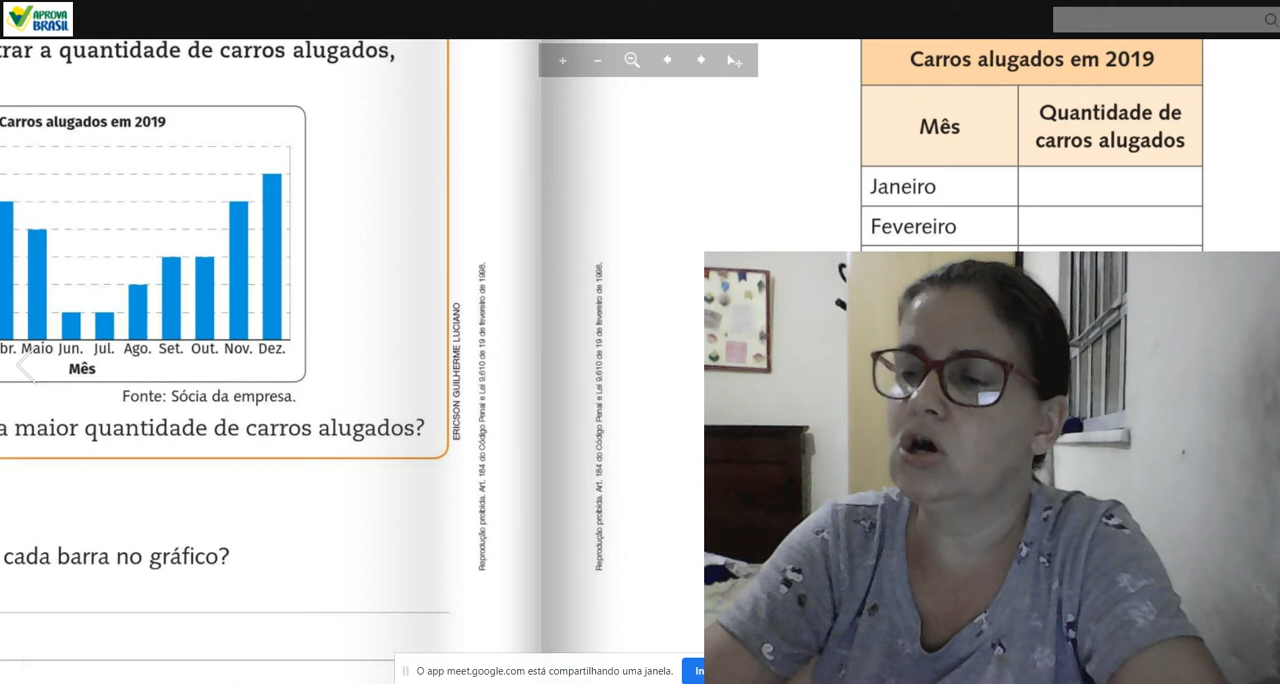 APROVA
BRASIL
trar a quantidade de carros alugados,
Carros alugados em 2019
br. Maio Jun. Jul. Ago. Set. Out. Nov. Dez.
Mês
Fonte: Sócia da empresa.
a maior quantidade de carros alugados?
cada barra no gráfico?
ERICSON GUILHERME LUCIANO
Reprodução proibida. Art. 184 do Código Penal e Lei 9.610 de 19 de fevereiro de 1998.
Reprodução proibida. Art. 184 do Código Penal e Lei 9.610 de 19 de fevereiro de 1998.
Carros alugados em 2019
Mês
Quantidade de
carros alugados
Janeiro
Fevereiro
O app meet.google.com está compartilhando uma janela.
In